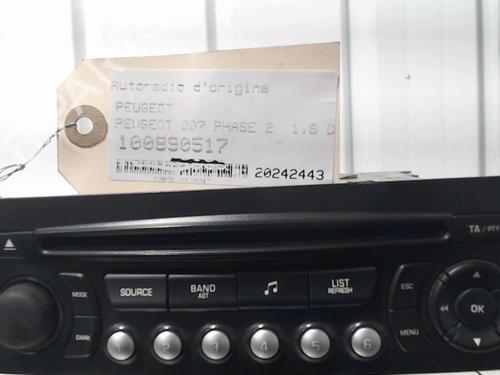 Autoradio d'origine
PEUGEOT
PEUGEOT 207 PHASE 2 1,6 D
100890517
20242443
TA / PTY
MODE
SOURCE
BAND
AST
LIST
REFRESH
ESC
OK
DARK
MENU
1 2 3 4 5 6